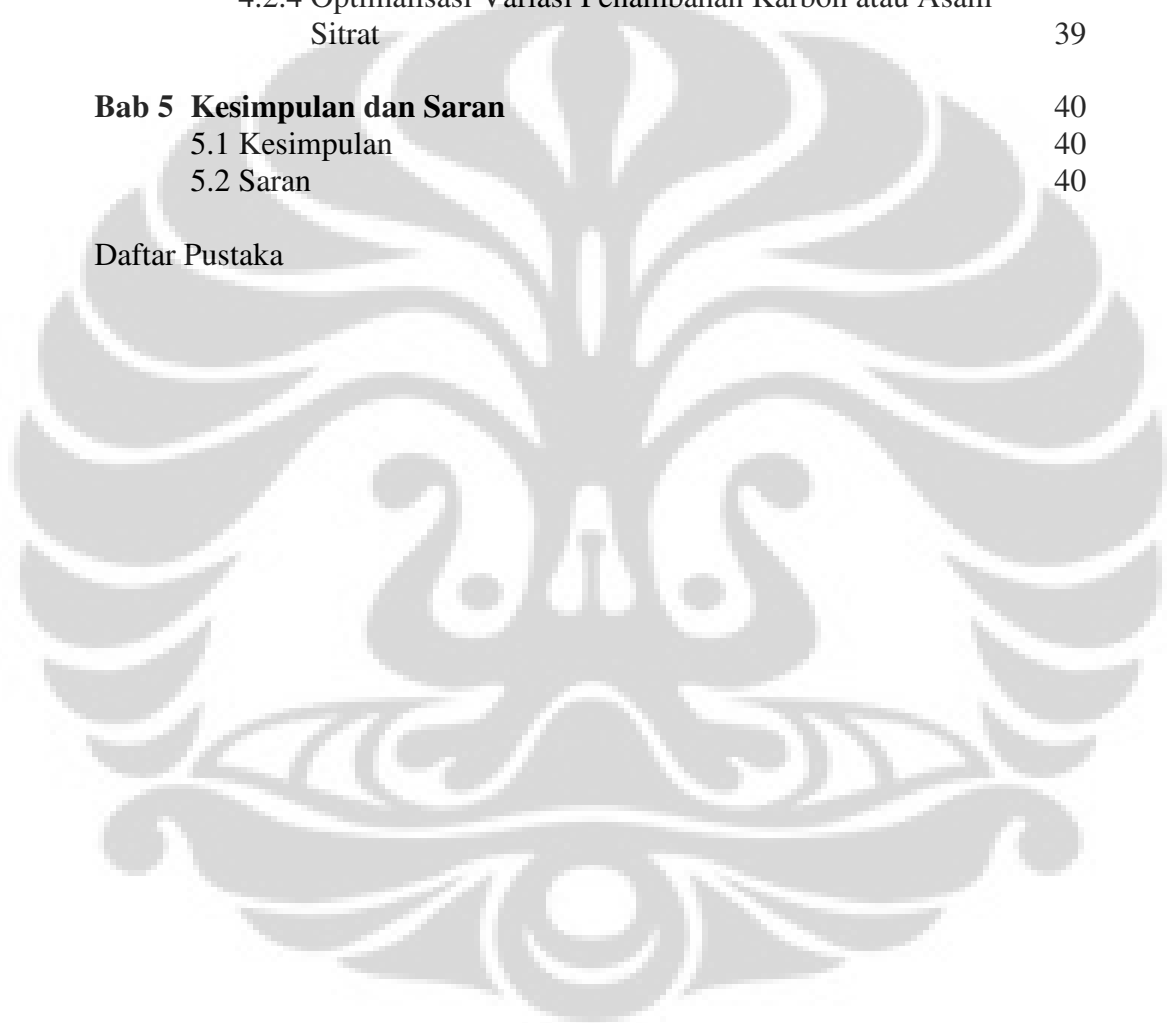 4.2.4 Optimalisasi Variasi Penambahan Karbon atau Asam
Sitrat 39
Bab 5 Kesimpulan dan Saran 40
5.1 Kesimpulan 40
5.2 Saran 40
Daftar Pustaka